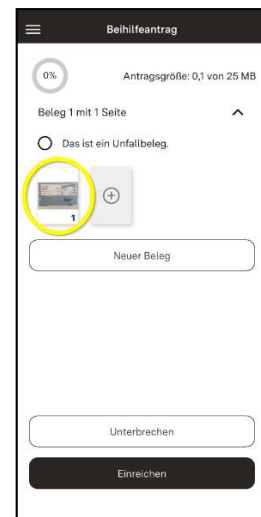 Beihilfeantrag
0%
Antragsgröße: 0,1 von 25 MB
Beleg 1 mit 1 Seite
Das ist ein Unfallbeleg.
1
Neuer Beleg
Unterbrechen
Einreichen